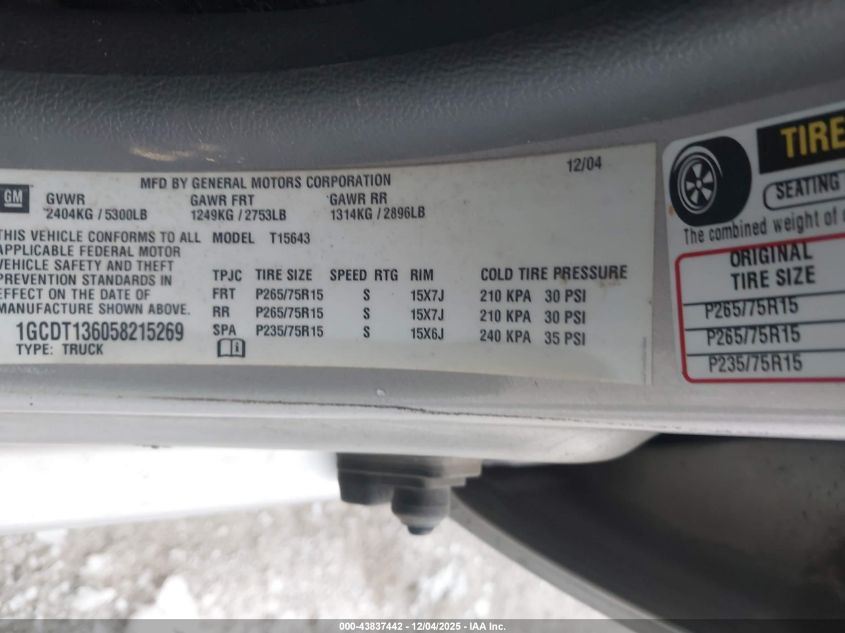 MFD BY GENERAL MOTORS CORPORATION 12/04
GM
GVWR GAWR FRT GAWR RR
2404KG / 5300LB 1249KG / 2753LB 1314KG / 2896LB
THIS VEHICLE CONFORMS TO ALL
APPLICABLE FEDERAL MOTOR
VEHICLE SAFETY AND THEFT
PREVENTION STANDARDS IN
EFFECT ON THE DATE OF
MANUFACTURE SHOWN ABOVE.
1GCDT136058215269
TYPE: TRUCK
MODEL T15643
TPJC TIRE SIZE SPEED RTG RIM COLD TIRE PRESSURE
FRT P265/75R15 S 15X7J 210 KPA 30 PSI
RR P265/75R15 S 15X7J 210 KPA 30 PSI
SPA P235/75R15 S 15X6J 240 KPA 35 PSI
TIRE
SEATING
The combined weight of
ORIGINAL
TIRE SIZE
P265/75R15
P265/75R15
P235/75R15
000-43837442 - 12/04/2025 - IAA Inc.